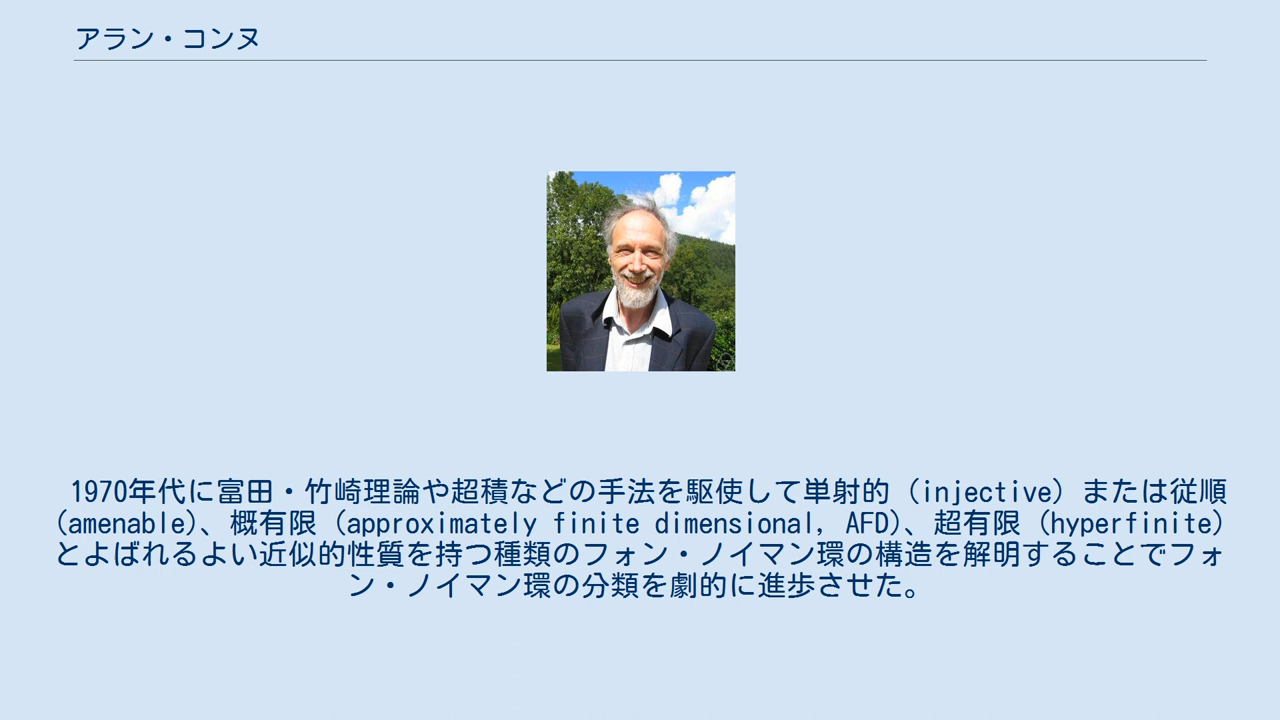 アラン・コンヌ
1970年代に富田・竹崎理論や超積などの手法を駆使して単射的（injective）または従順
(amenable)、概有限（approximately finite dimensional, AFD)、超有限（hyperfinite）
とよばれるよい近似的性質を持つ種類のフォン・ノイマン環の構造を解明することでフォ
ン・ノイマン環の分類を劇的に進歩させた。